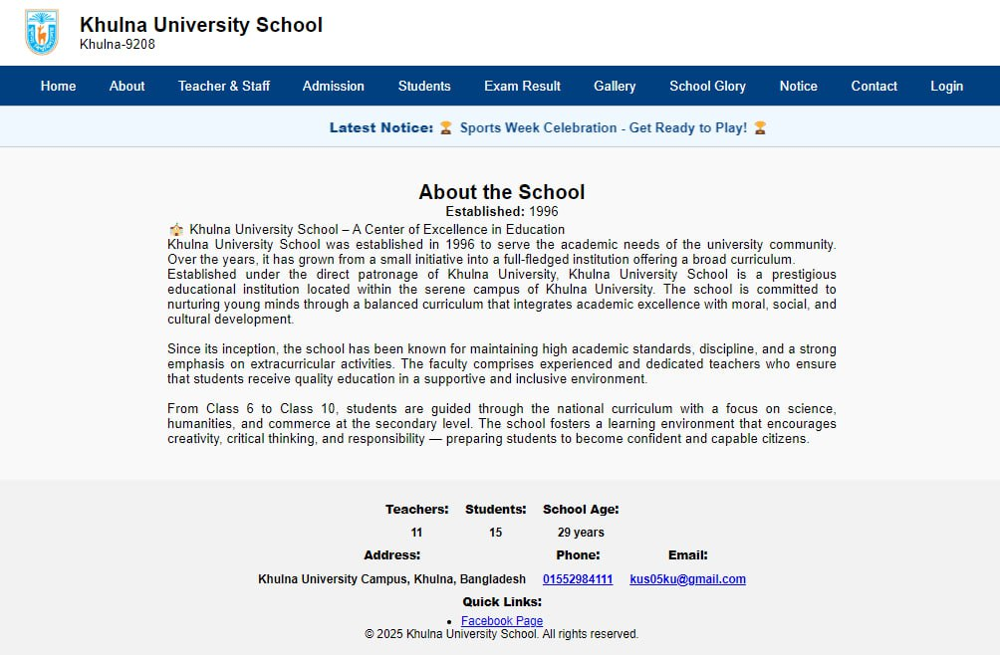 Khulna University School
Khulna-9208
Home About Teacher & Staff Admission Students Exam Result Gallery School Glory Notice Contact Login
Latest Notice: 🏆 Sports Week Celebration - Get Ready to Play! 🏆
About the School
Established: 1996
🏫 Khulna University School – A Center of Excellence in Education
Khulna University School was established in 1996 to serve the academic needs of the university community.
Over the years, it has grown from a small initiative into a full-fledged institution offering a broad curriculum.
Established under the direct patronage of Khulna University, Khulna University School is a prestigious
educational institution located within the serene campus of Khulna University. The school is committed to
nurturing young minds through a balanced curriculum that integrates academic excellence with moral, social, and
cultural development.
Since its inception, the school has been known for maintaining high academic standards, discipline, and a strong
emphasis on extracurricular activities. The faculty comprises experienced and dedicated teachers who ensure
that students receive quality education in a supportive and inclusive environment.
From Class 6 to Class 10, students are guided through the national curriculum with a focus on science,
humanities, and commerce at the secondary level. The school fosters a learning environment that encourages
creativity, critical thinking, and responsibility — preparing students to become confident and capable citizens.
Teachers: Students: School Age:
11 15 29 years
Address: Phone: Email:
Khulna University Campus, Khulna, Bangladesh 01552984111 kus05ku@gmail.com
Quick Links:
• Facebook Page
© 2025 Khulna University School. All rights reserved.